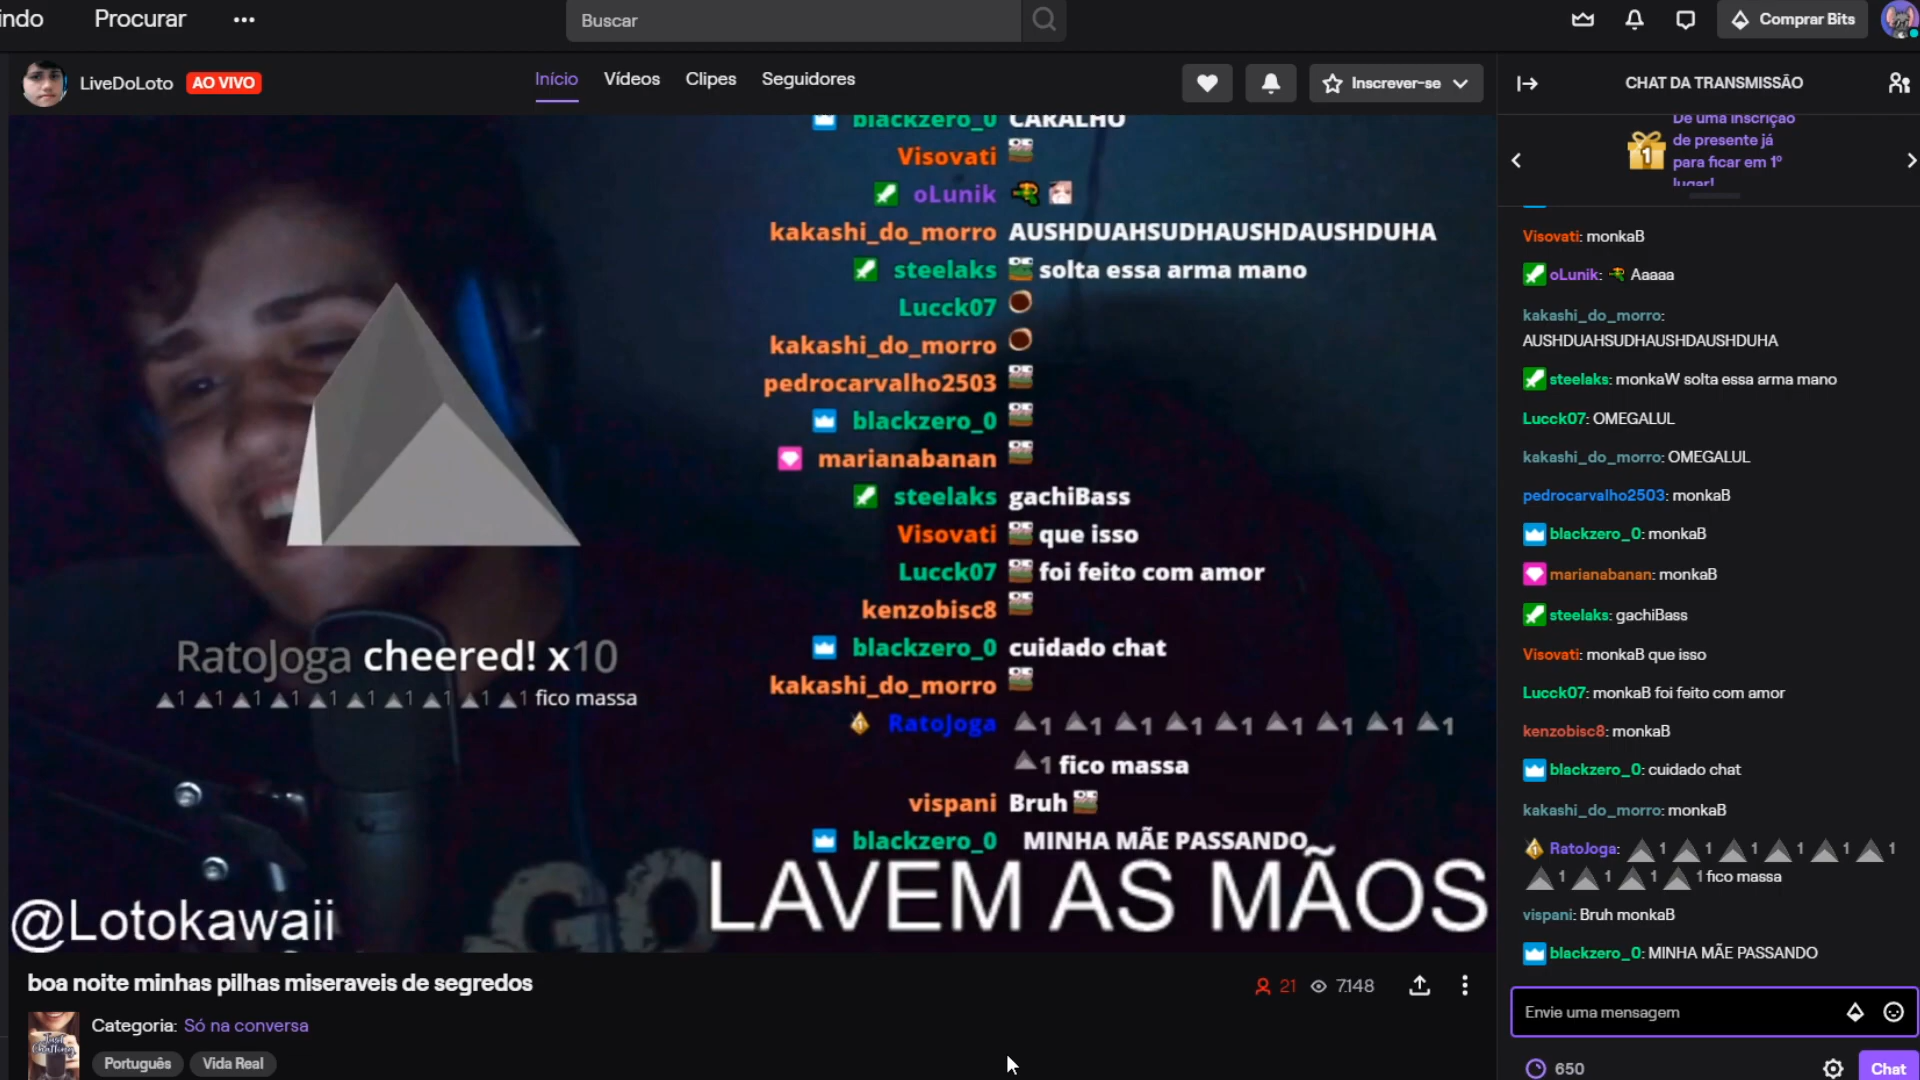 indo
Procurar
Buscar
Comprar Bits
LiveDoLoto
AO VIVO
Início
Vídeos
Clipes
Seguidores
Inscrever-se
blackzero_0 CARALHO
Visovati
oLunik
kakashi_do_morro AUSHDUAHSUDHAUSHDAUSHDUHA
steelaks solta essa arma mano
Lucck07
kakashi_do_morro
pedrocarvalho2503
blackzero_0
marianabanan
steelaks gachiBass
Visovati que isso
Lucck07 foi feito com amor
kenzobisc8
blackzero_0 cuidado chat
kakashi_do_morro
RatoJoga 1 1 1 1 1 1 1 1 1
1 fico massa
vispani Bruh
blackzero_0 MINHA MÃE PASSANDO
RatoJoga cheered! x10
1 1 1 1 1 1 1 1 1 1 fico massa
@Lotokawaii
GO
LAVEM AS MÃOS
boa noite minhas pilhas miseraveis de segredos
21
7.148
Categoria: Só na conversa
Just
Chatting
Português
Vida Real
CHAT DA TRANSMISSÃO
1
De uma inscrição
de presente já
para ficar em 1º
lugar!
Visovati: monkaB
oLunik: Aaaaa
kakashi_do_morro:
AUSHDUAHSUDHAUSHDAUSHDUHA
steelaks: monkaW solta essa arma mano
Lucck07: OMEGALUL
kakashi_do_morro: OMEGALUL
pedrocarvalho2503: monkaB
blackzero_0: monkaB
marianabanan: monkaB
steelaks: gachiBass
Visovati: monkaB que isso
Lucck07: monkaB foi feito com amor
kenzobisc8: monkaB
blackzero_0: cuidado chat
kakashi_do_morro: monkaB
RatoJoga: 1 1 1 1 1 1
1 1 1 1 fico massa
vispani: Bruh monkaB
blackzero_0: MINHA MÃE PASSANDO
Envie uma mensagem
650
Chat